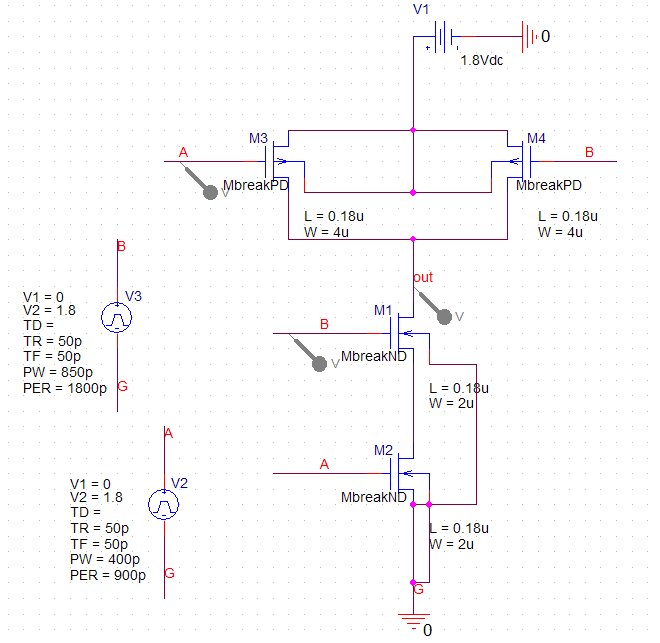 V1
0
1.8Vdc
M3
M4
A
B
MbreakPD
V
MbreakPD
L = 0.18u
W = 4u
L = 0.18u
W = 4u
B
out
V3
V1 = 0
V2 = 1.8
TD =
TR = 50p
TF = 50p
PW = 850p
PER = 1800p
G
M1
V
B
MbreakND
V
L = 0.18u
W = 2u
A
M2
A
MbreakND
V2
V1 = 0
V2 = 1.8
TD =
TR = 50p
TF = 50p
PW = 400p
PER = 900p
G
L = 0.18u
W = 2u
G
0